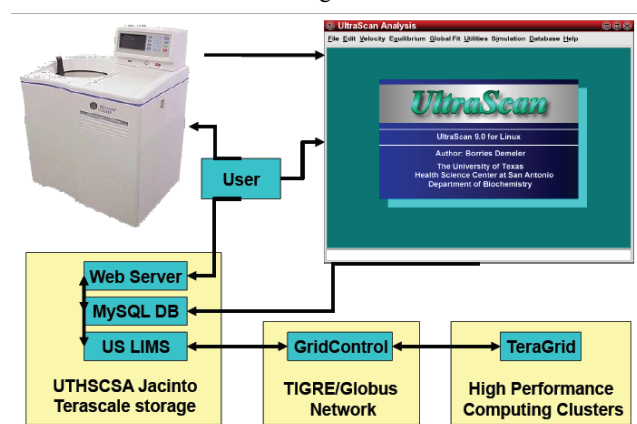 UltraScan Analysis
File Edit Velocity Equilibrium Global Fit Utilities Simulation Database Help
UltraScan
UltraScan 9.0 for Linux
Author: Borries Demeler
The University of Texas
Health Science Center at San Antonio
Department of Biochemistry
User
Web Server
MySQL DB
US LIMS
UTHSCSA Jacinto
Terascale storage
GridControl
TIGRE/Globus
Network
TeraGrid
High Performance
Computing Clusters